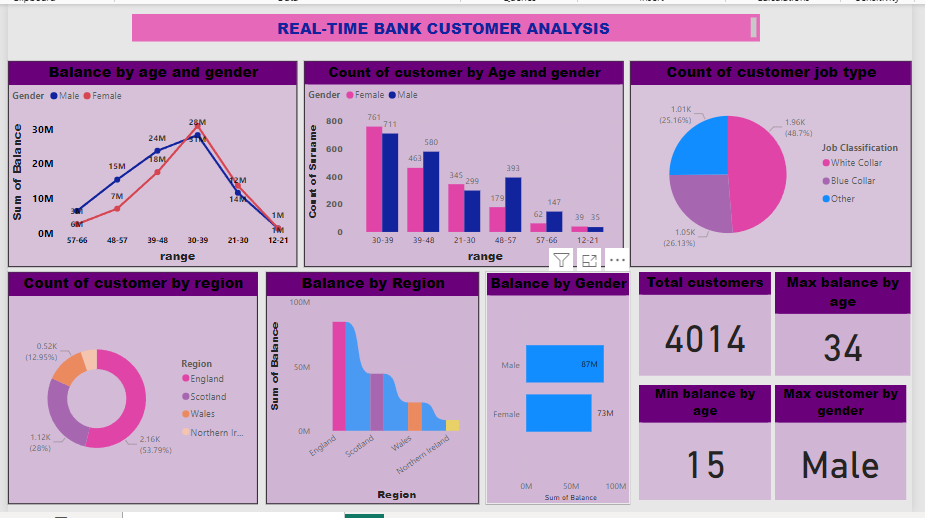 REAL-TIME BANK CUSTOMER ANALYSIS
Balance by age and gender
Gender Male Female
Sum of Balance
30M
20M
10M
0M
3M
6M
15M
7M
24M
18M
28M
31M
12M
14M
1M
1M
57-66 48-57 39-48 30-39 21-30 12-21
range
Count of customer by Age and gender
Gender Female Male
Count of Surname
800
600
400
200
0
761 711
463 580
345 299
179 393
62 147
39 35
30-39 39-48 21-30 48-57 57-66 12-21
range
Count of customer job type
1.01K
(25.16%)
1.96K
(48.7%)
1.05K
(26.13%)
Job Classification
White Collar
Blue Collar
Other
Count of customer by region
0.52K
(12.95%)
1.12K
(28%)
2.16K
(53.79%)
Region
England
Scotland
Wales
Northern Ir...
Balance by Region
Sum of Balance
100M
50M
0M
England
Scotland
Wales
Northern Ireland
Region
Balance by Gender
Male 87M
Female 73M
0M 50M 100M
Sum of Balance
Total customers
4014
Max balance by
age
34
Min balance by
age
15
Max customer by
gender
Male